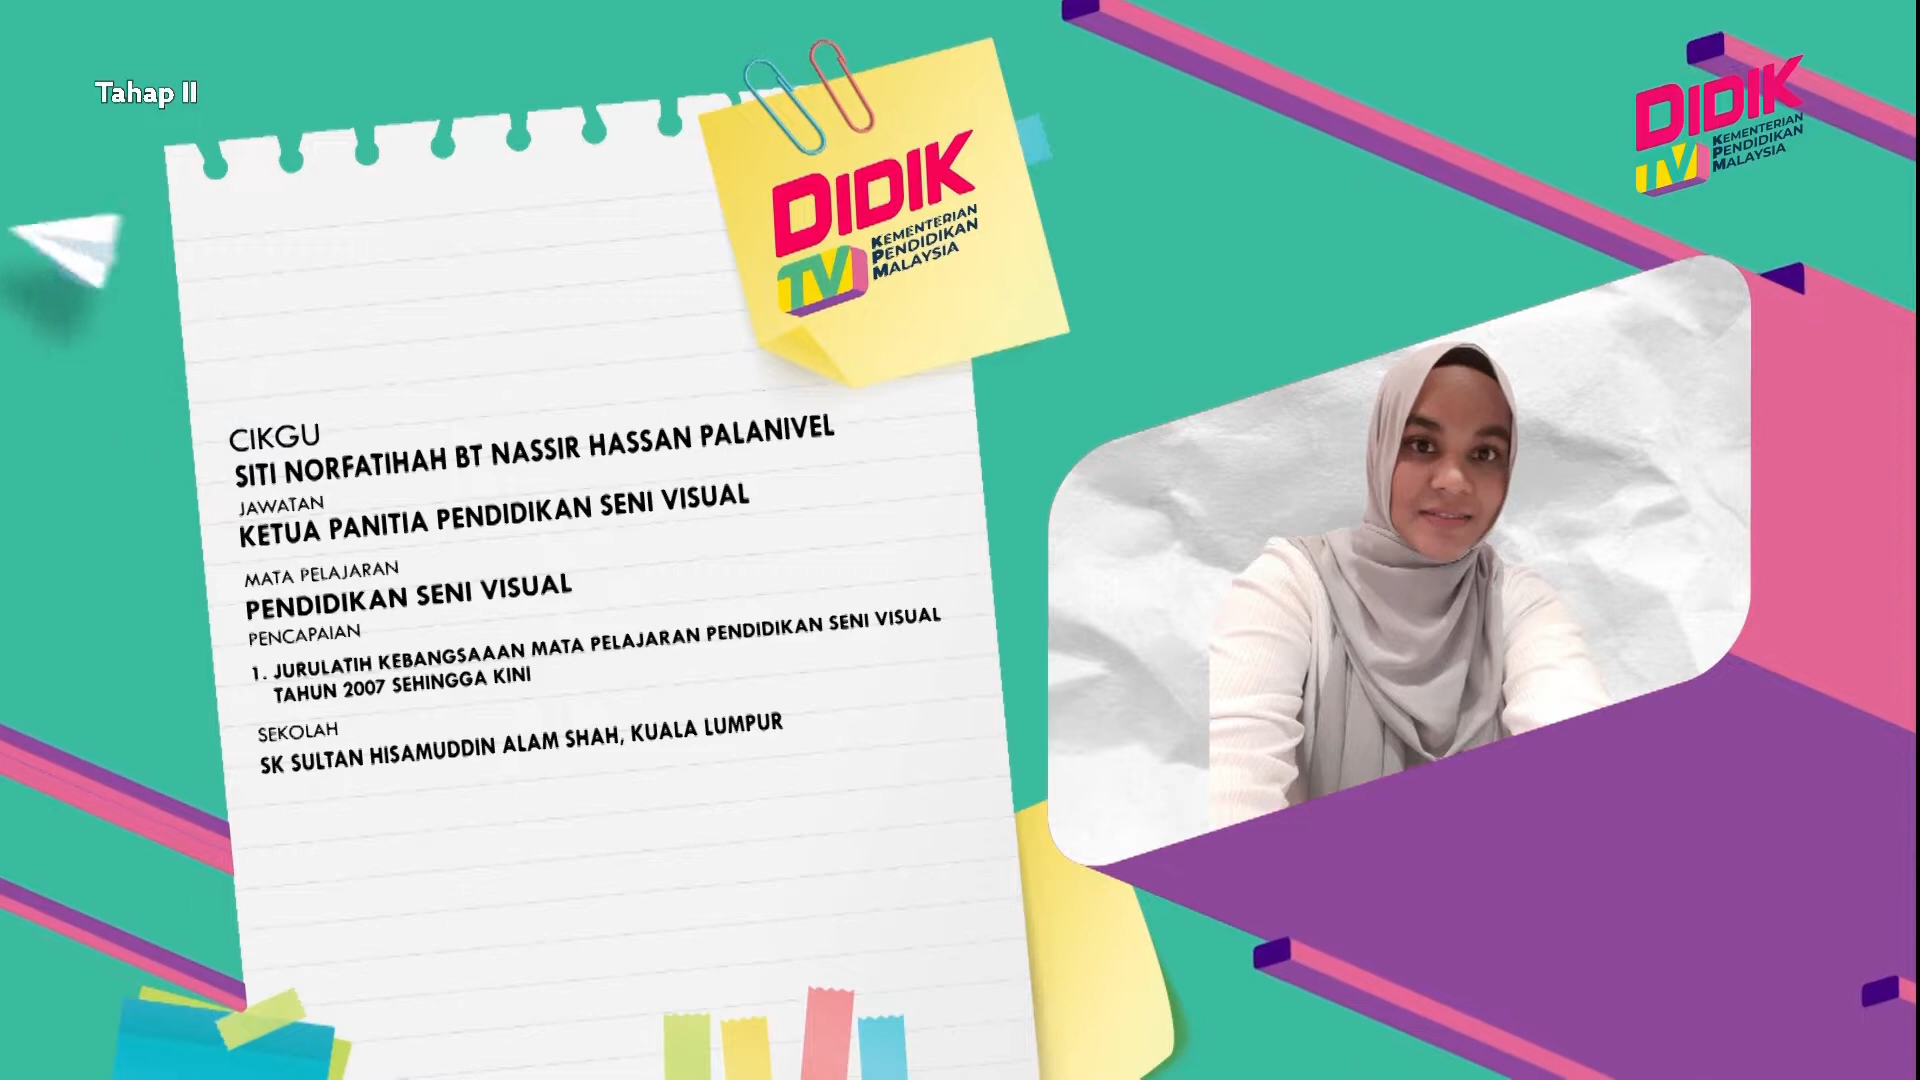 Tahap II
DIDIK
TV
KEMENTERIAN
PENDIDIKAN
MALAYSIA
DIDIK
TV
KEMENTERIAN
PENDIDIKAN
MALAYSIA
CIKGU
SITI NORFATIHAH BT NASSIR HASSAN PALANIVEL
JAWATAN
KETUA PANITIA PENDIDIKAN SENI VISUAL
MATA PELAJARAN
PENDIDIKAN SENI VISUAL
PENCAPAIAN
1. JURULATIH KEBANGSAAAN MATA PELAJARAN PENDIDIKAN SENI VISUAL
TAHUN 2007 SEHINGGA KINI
SEKOLAH
SK SULTAN HISAMUDDIN ALAM SHAH, KUALA LUMPUR